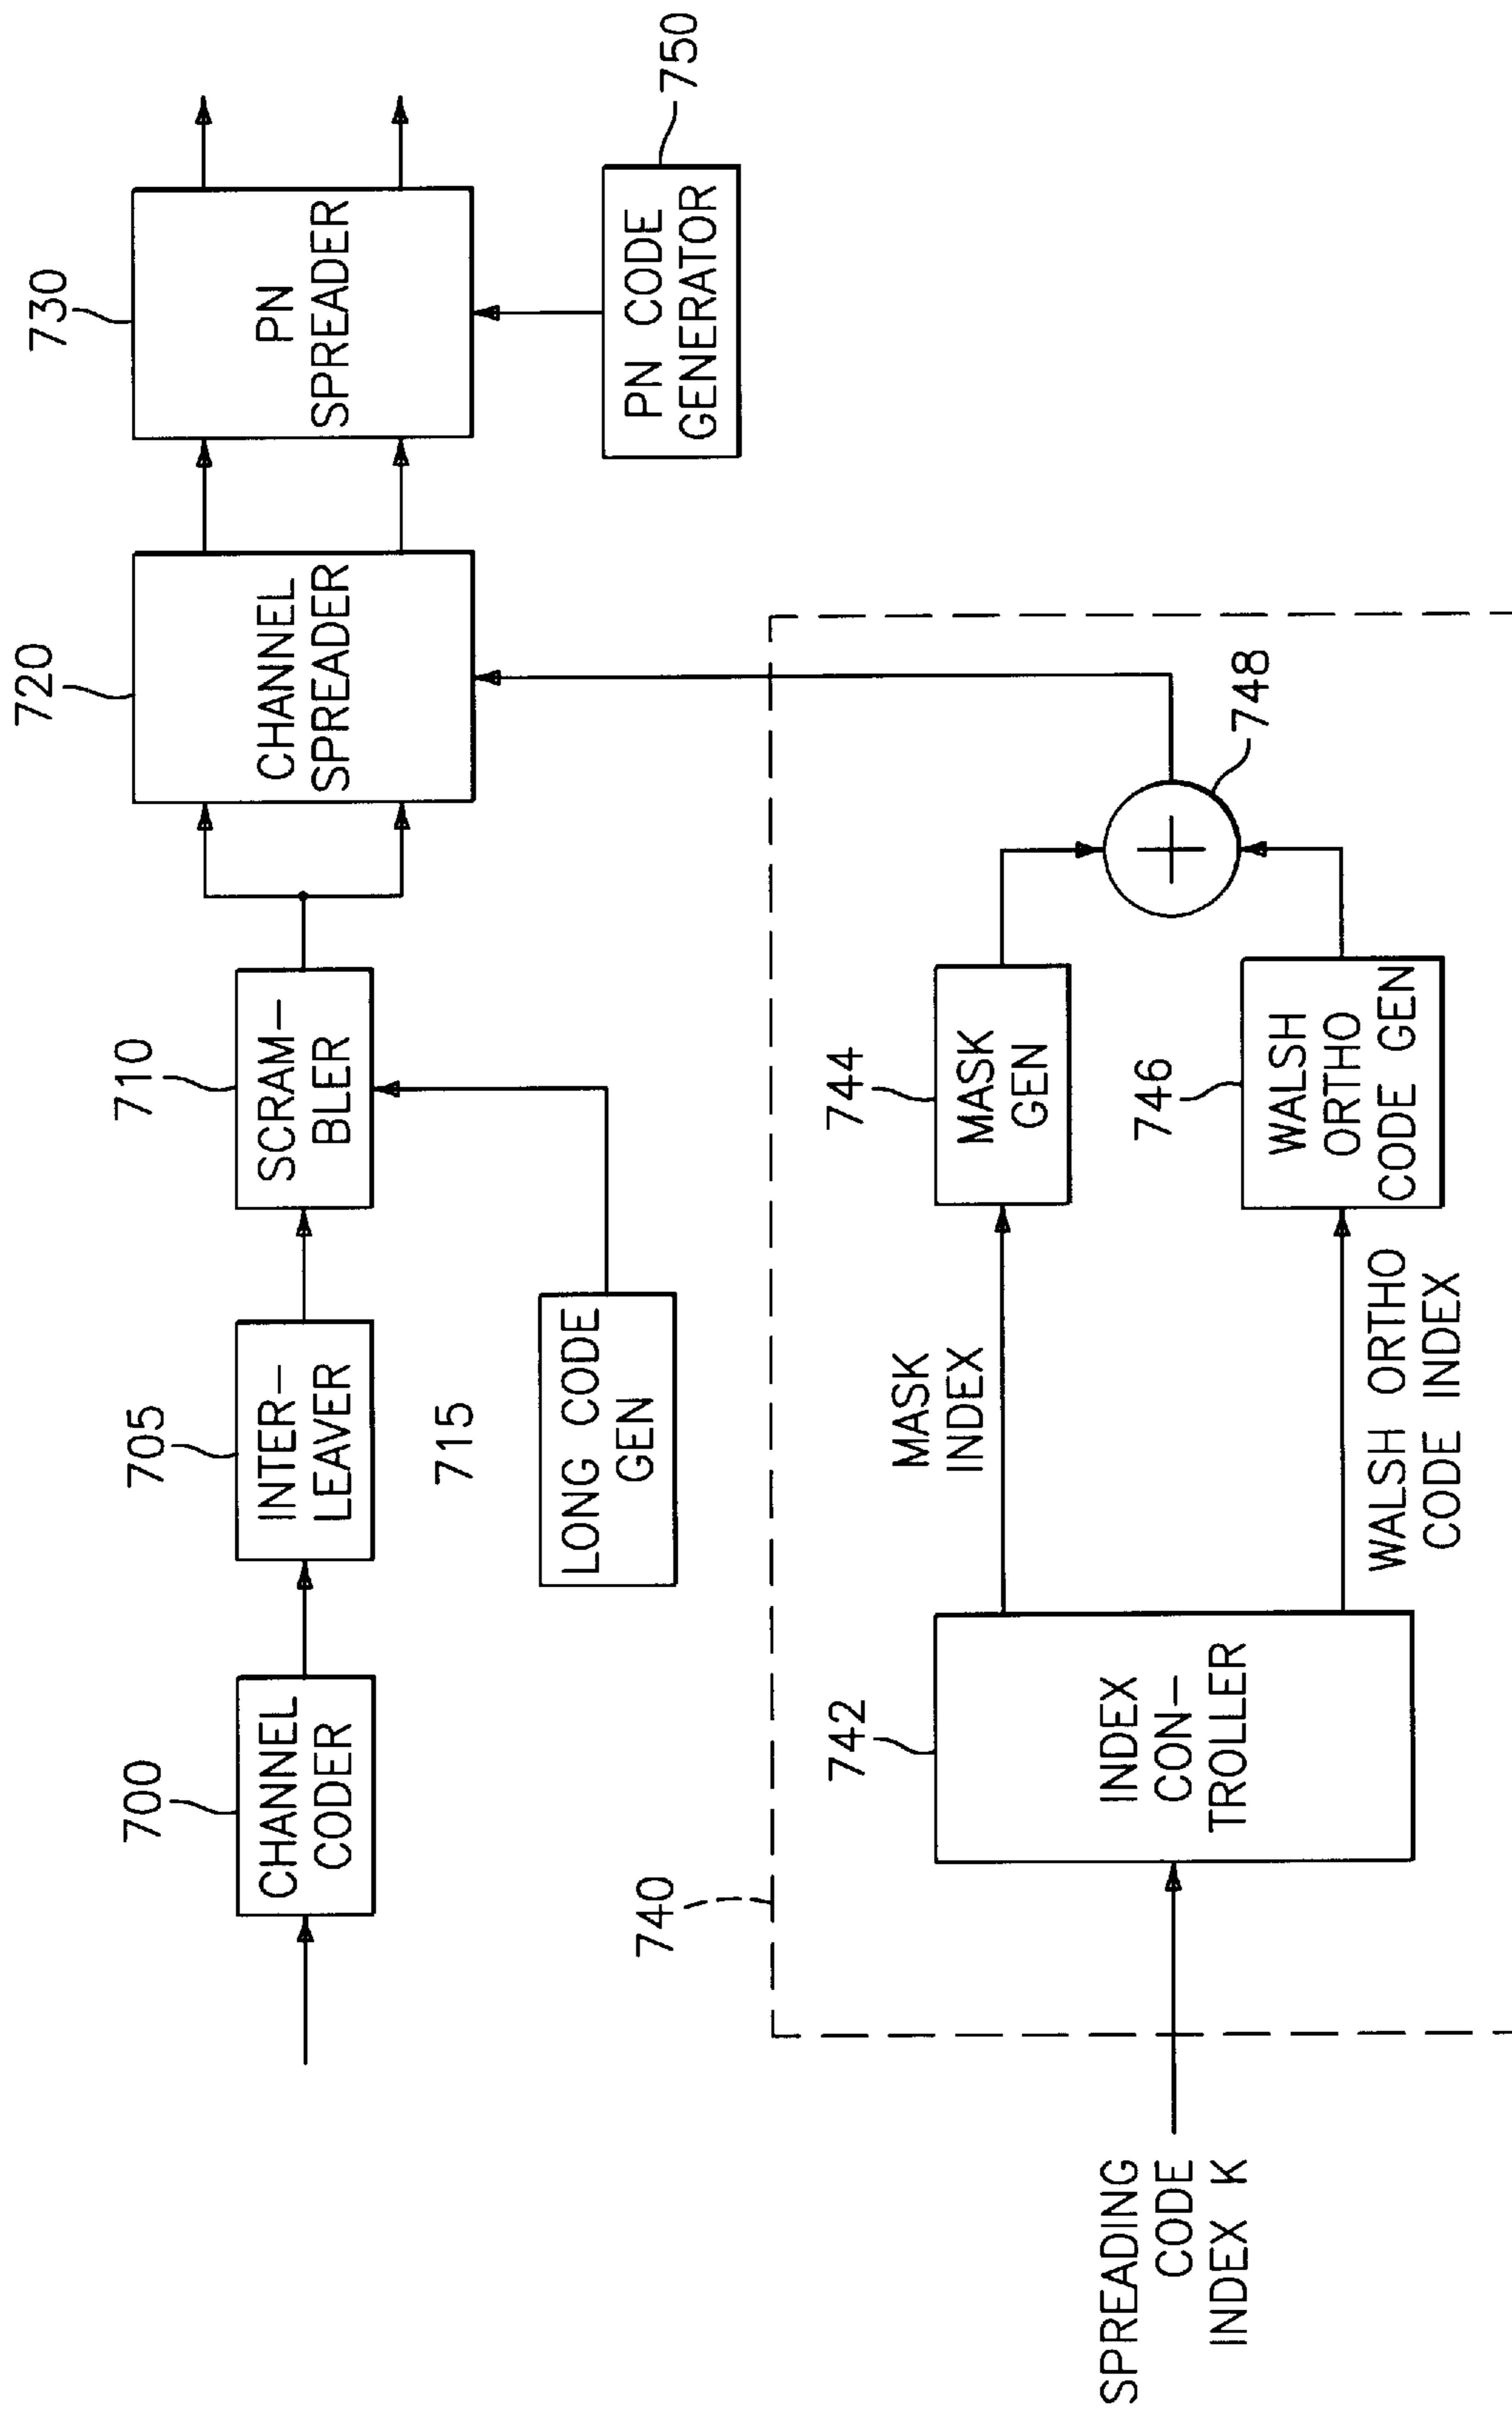 700
CHANNEL
CODER
705
INTER-
LEAVER
710
SCRAM-
BLER
715
LONG CODE
GEN
720
CHANNEL
SPREADER
730
PN
SPREADER
PN CODE
GENERATOR
750
740
SPREADING
CODE
INDEX K
742
INDEX
CON-
TROLLER
MASK
INDEX
WALSH ORTHO
CODE INDEX
744
MASK
GEN
746
WALSH
ORTHO
CODE GEN
748